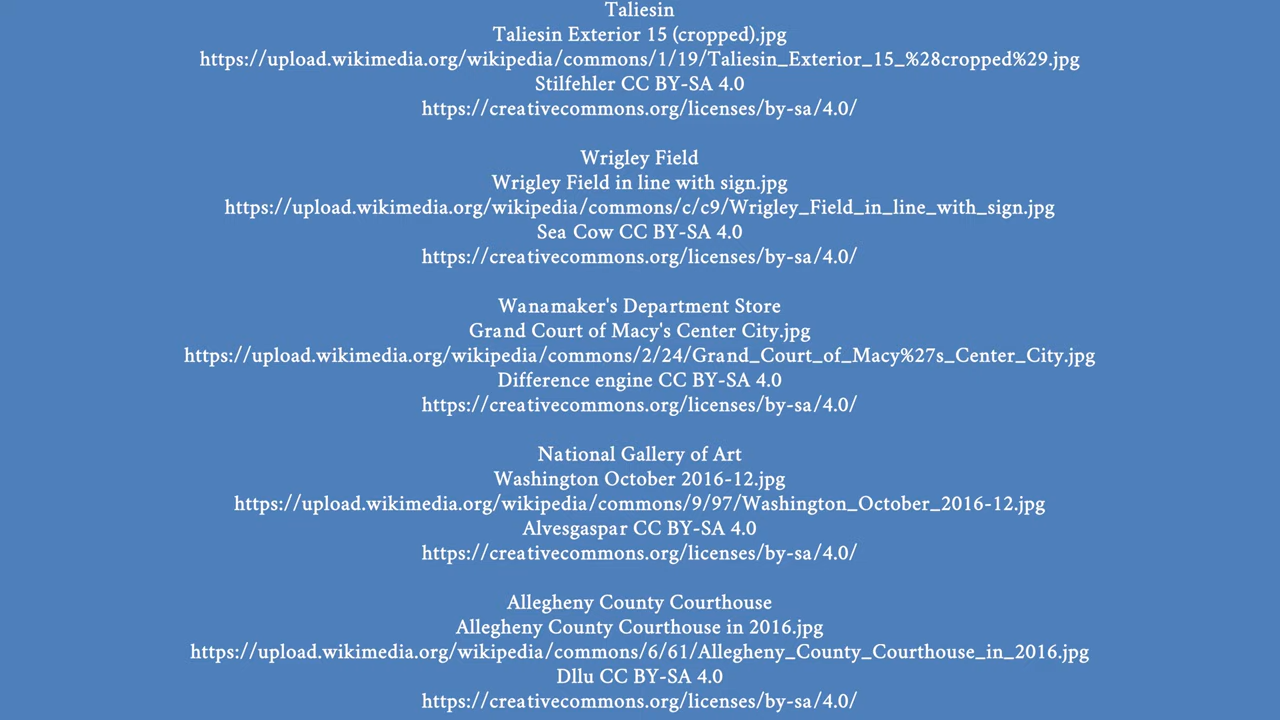 Taliesin
Taliesin Exterior 15 (cropped).jpg
https://upload.wikimedia.org/wikipedia/commons/1/19/Taliesin_Exterior_15_%28cropped%29.jpg
Stilfehler CC BY-SA 4.0
https://creativecommons.org/licenses/by-sa/4.0/
Wrigley Field
Wrigley Field in line with sign.jpg
https://upload.wikimedia.org/wikipedia/commons/c/c9/Wrigley_Field_in_line_with_sign.jpg
Sea Cow CC BY-SA 4.0
https://creativecommons.org/licenses/by-sa/4.0/
Wanamaker's Department Store
Grand Court of Macy's Center City.jpg
https://upload.wikimedia.org/wikipedia/commons/2/24/Grand_Court_of_Macy%27s_Center_City.jpg
Difference engine CC BY-SA 4.0
https://creativecommons.org/licenses/by-sa/4.0/
National Gallery of Art
Washington October 2016-12.jpg
https://upload.wikimedia.org/wikipedia/commons/9/97/Washington_October_2016-12.jpg
Alvesgaspar CC BY-SA 4.0
https://creativecommons.org/licenses/by-sa/4.0/
Allegheny County Courthouse
Allegheny County Courthouse in 2016.jpg
https://upload.wikimedia.org/wikipedia/commons/6/61/Allegheny_County_Courthouse_in_2016.jpg
Dllu CC BY-SA 4.0
https://creativecommons.org/licenses/by-sa/4.0/